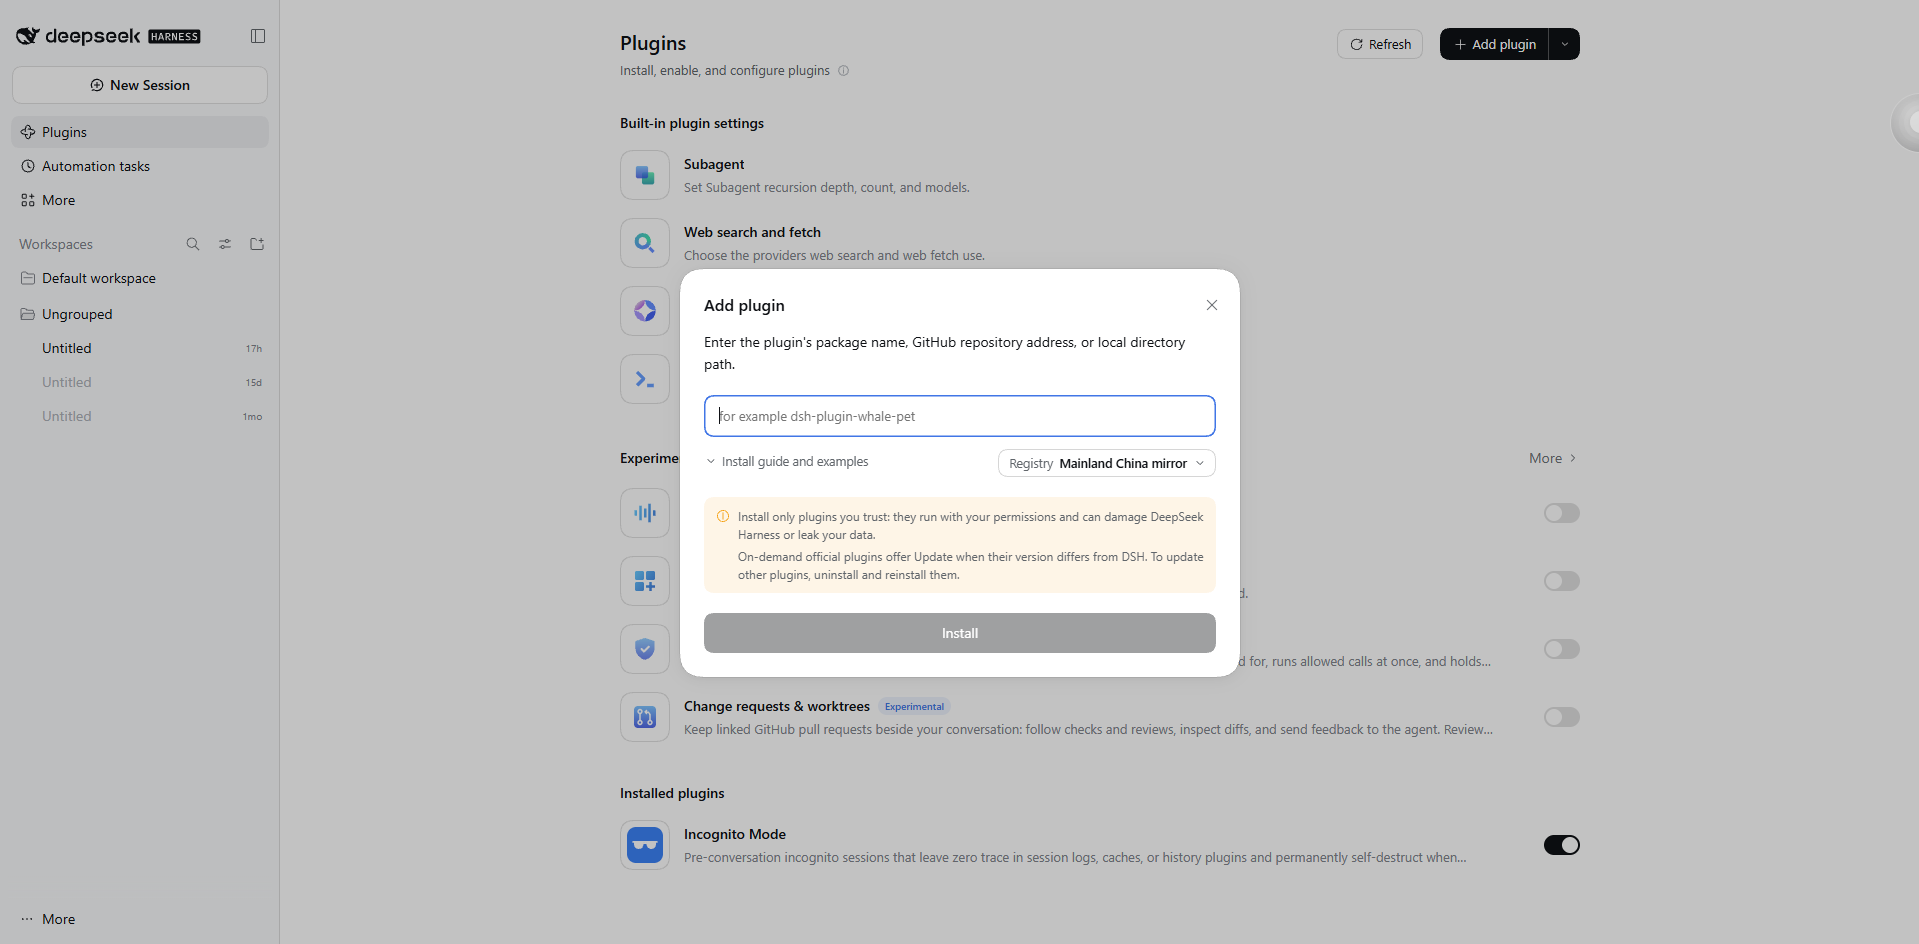 deepseek HARNESS
New Session
Plugins
Automation tasks
More
Workspaces
Default workspace
Ungrouped
Untitled 17h
Untitled 15d
Untitled 1mo
More
Plugins
Install, enable, and configure plugins
Refresh
Add plugin
Built-in plugin settings
Subagent
Set Subagent recursion depth, count, and models.
Web search and fetch
Choose the providers web search and web fetch use.
Add plugin
Enter the plugin's package name, GitHub repository address, or local directory
path.
for example dsh-plugin-whale-pet
Install guide and examples
Registry Mainland China mirror
Install only plugins you trust: they run with your permissions and can damage DeepSeek
Harness or leak your data.
On-demand official plugins offer Update when their version differs from DSH. To update
other plugins, uninstall and reinstall them.
Install
Experime
More
d.
d for, runs allowed calls at once, and holds...
Change requests & worktrees Experimental
Keep linked GitHub pull requests beside your conversation: follow checks and reviews, inspect diffs, and send feedback to the agent. Review...
Installed plugins
Incognito Mode
Pre-conversation incognito sessions that leave zero trace in session logs, caches, or history plugins and permanently self-destruct when...